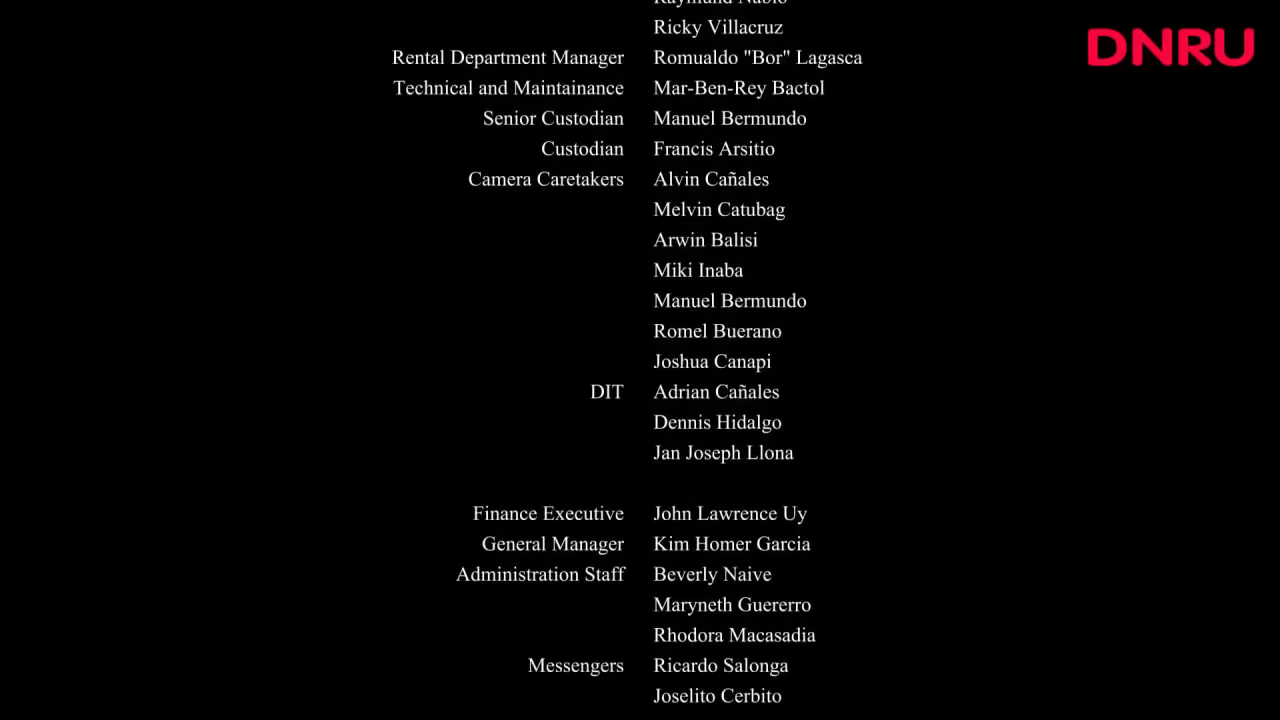 Raymund Nabio
Ricky Villacruz
DNRU
Rental Department Manager Romualdo "Bor" Lagasca
Technical and Maintainance Mar-Ben-Rey Bactol
Senior Custodian Manuel Bermundo
Custodian Francis Arsitio
Camera Caretakers Alvin Cañales
Melvin Catubag
Arwin Balisi
Miki Inaba
Manuel Bermundo
Romel Buerano
Joshua Canapi
DIT Adrian Cañales
Dennis Hidalgo
Jan Joseph Llona
Finance Executive John Lawrence Uy
General Manager Kim Homer Garcia
Administration Staff Beverly Naive
Maryneth Guererro
Rhodora Macasadia
Messengers Ricardo Salonga
Joselito Cerbito